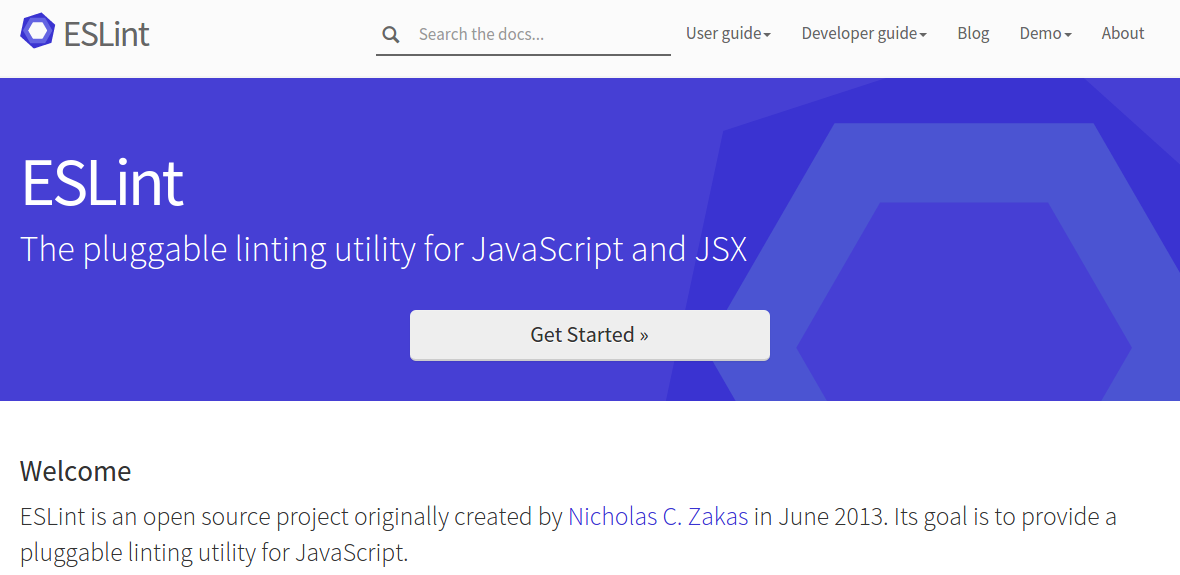 ESLint
Search the docs...
User guide
Developer guide
Blog
Demo
About
ESLint
The pluggable linting utility for JavaScript and JSX
Get Started »
Welcome
ESLint is an open source project originally created by Nicholas C. Zakas in June 2013. Its goal is to provide a
pluggable linting utility for JavaScript.